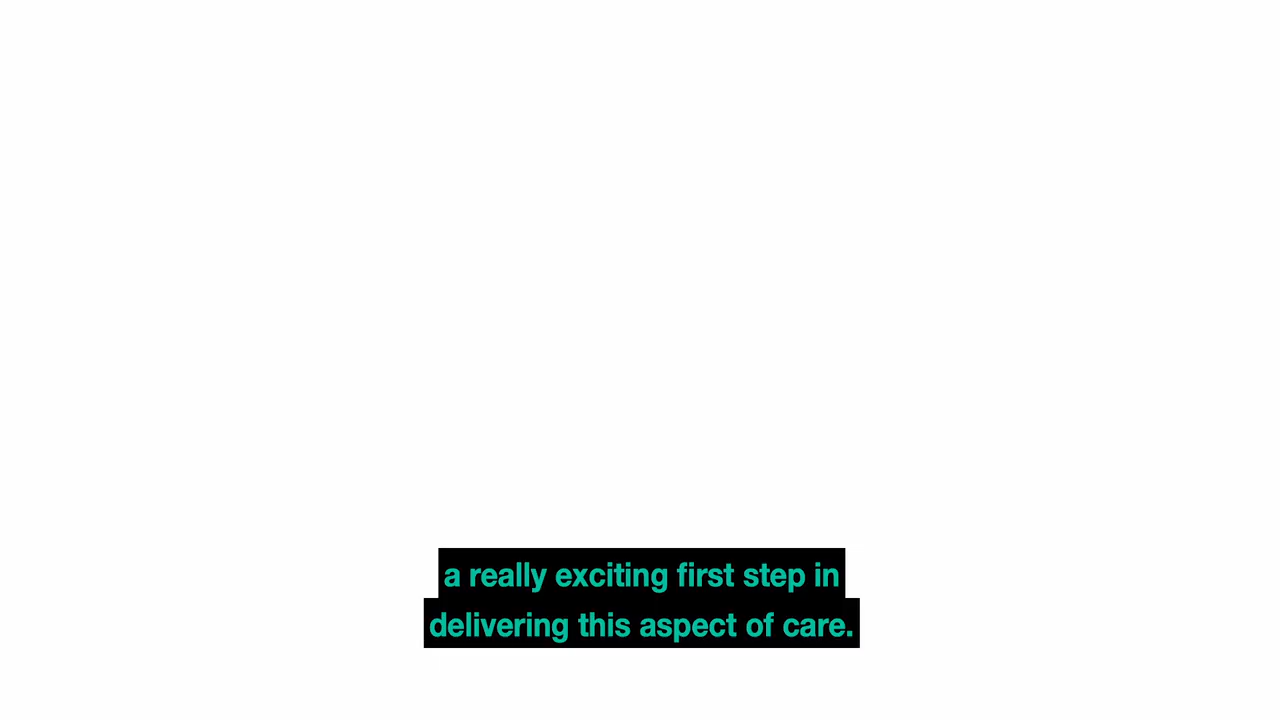 a really exciting first step in
delivering this aspect of care.